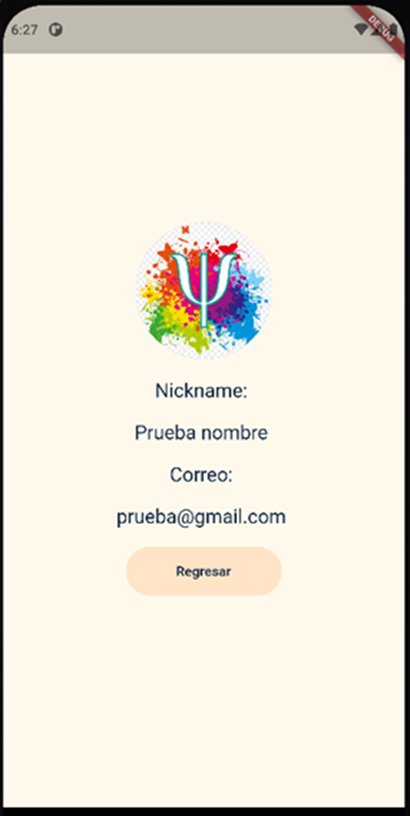 6:27
DEBUG
Ψ
Nickname:
Prueba nombre
Correo:
prueba@gmail.com
Regresar